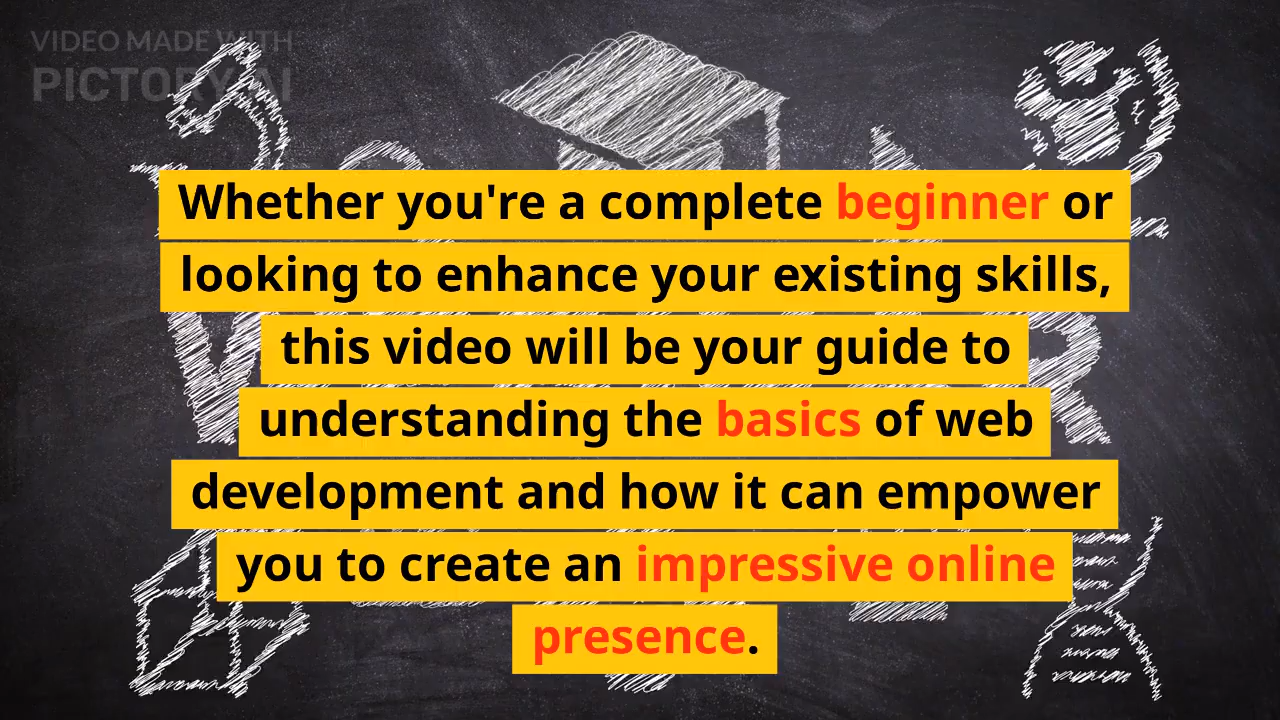 VIDEO MADE WITH
PICTORY.AI
Whether you're a complete beginner or
looking to enhance your existing skills,
this video will be your guide to
understanding the basics of web
development and how it can empower
you to create an impressive online
presence.